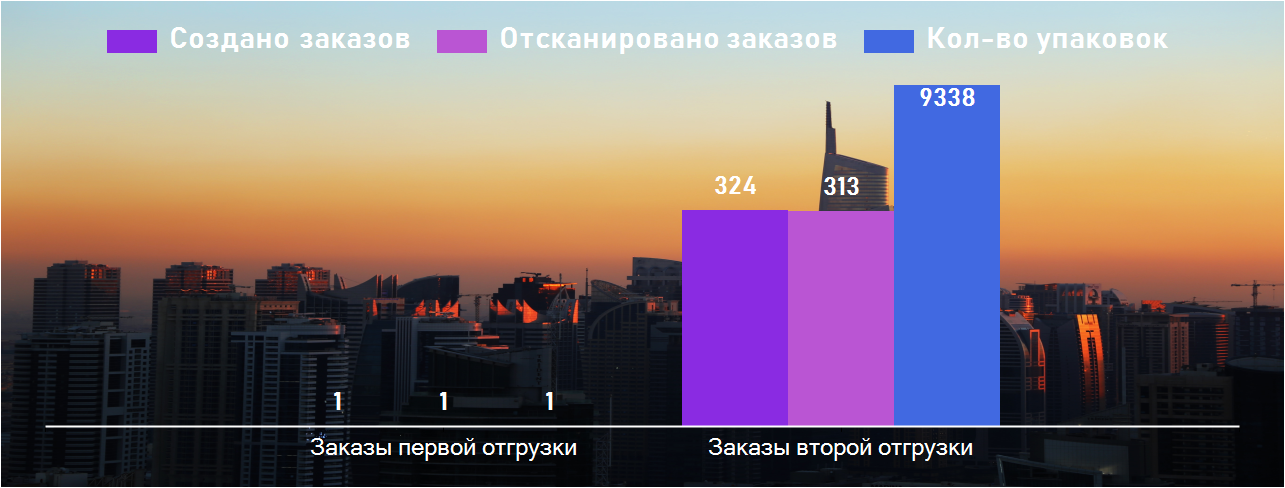 Создано заказов Отсканировано заказов Кол-во упаковок
9338
324 313
1 1 1
Заказы первой отгрузки Заказы второй отгрузки